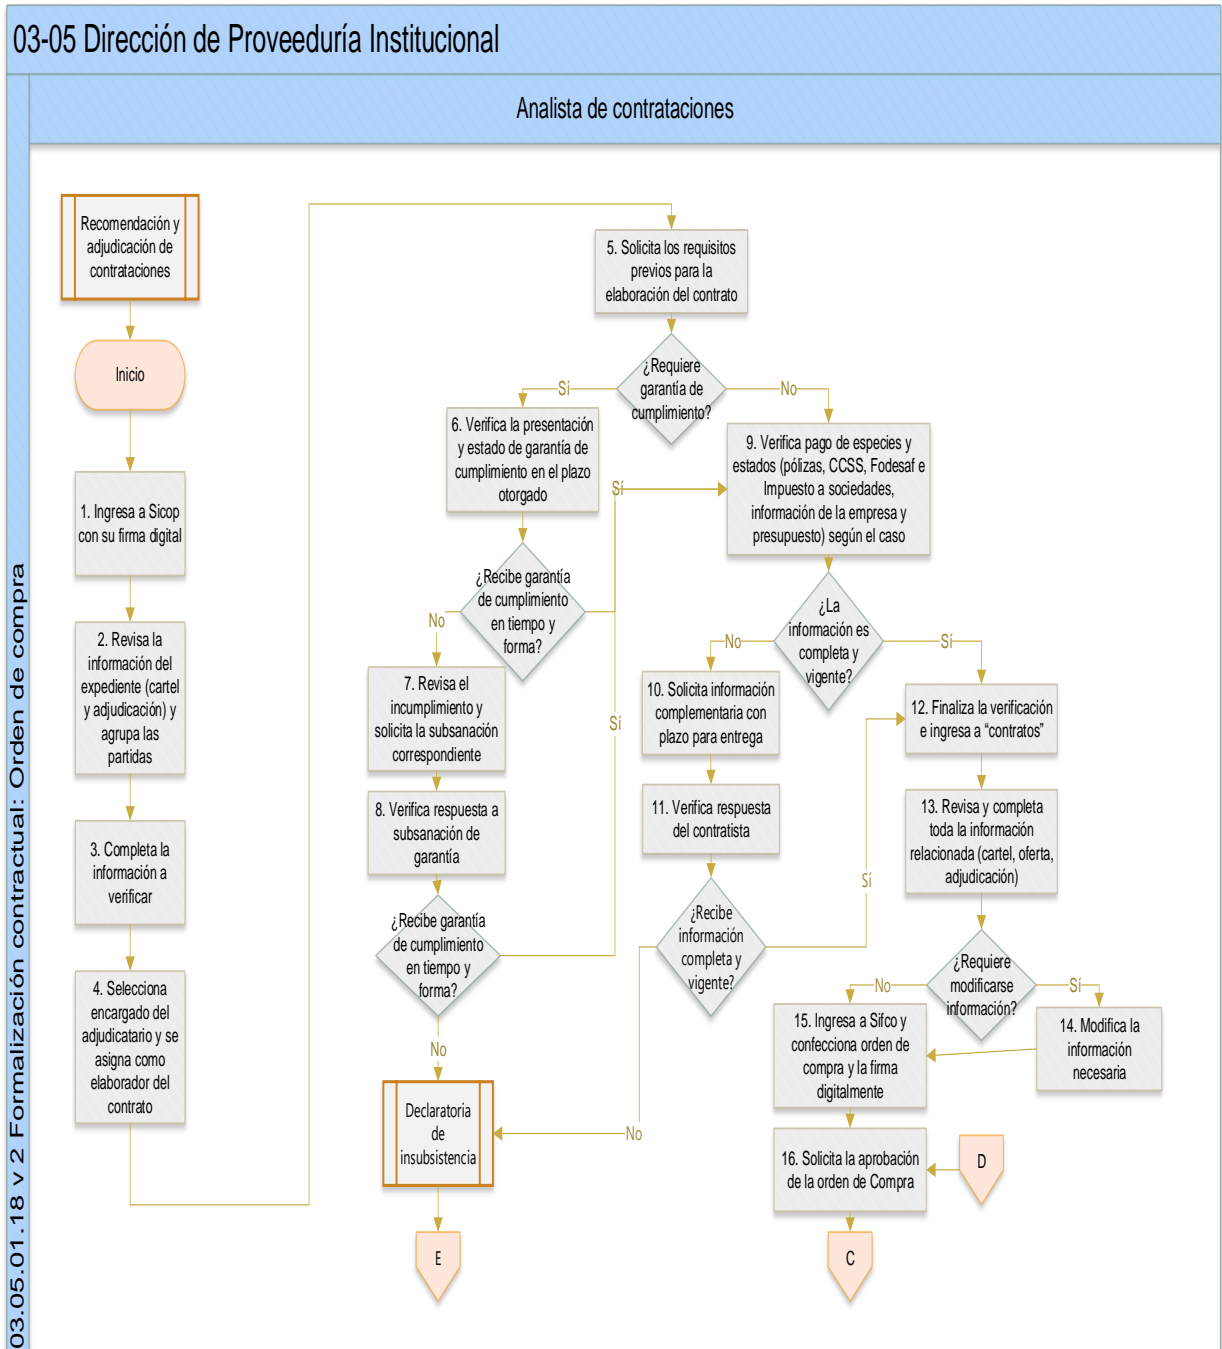 03-05 Dirección de Proveeduría Institucional
Analista de contrataciones
03.05.01.18 v 2 Formalización contractual: Orden de compra
Recomendación y
adjudicación de
contrataciones
Inicio
1. Ingresa a Sicop
con su firma digital
2. Revisa la
información del
expediente (cartel
y adjudicación) y
agrupa las
partidas
3. Completa la
información a
verificar
4. Selecciona
encargado del
adjudicatario y se
asigna como
elaborador del
contrato
5. Solicita los requisitos
previos para la
elaboración del contrato
¿Requiere
garantía de
cumplimiento?
Sí
No
6. Verifica la presentación
y estado de garantía de
cumplimiento en el plazo
otorgado
¿Recibe garantía
de cumplimiento
en tiempo y
forma?
No
Sí
7. Revisa el
incumplimiento y
solicita la subsanación
correspondiente
8. Verifica respuesta a
subsanación de
garantía
¿Recibe garantía
de cumplimiento
en tiempo y
forma?
Sí
No
Declaratoria
de
insubsistencia
E
9. Verifica pago de especies y
estados (pólizas, CCSS, Fodesaf e
Impuesto a sociedades,
información de la empresa y
presupuesto) según el caso
¿La
información es
completa y
vigente?
No
Sí
10. Solicita información
complementaria con
plazo para entrega
11. Verifica respuesta
del contratista
¿Recibe
información
completa y
vigente?
Sí
No
12. Finaliza la verificación
e ingresa a “contratos”
13. Revisa y completa
toda la información
relacionada (cartel, oferta,
adjudicación)
¿Requiere
modificarse
información?
No
Sí
14. Modifica la
información
necesaria
15. Ingresa a Sifco y
confecciona orden de
compra y la firma
digitalmente
16. Solicita la aprobación
de la orden de Compra
D
C